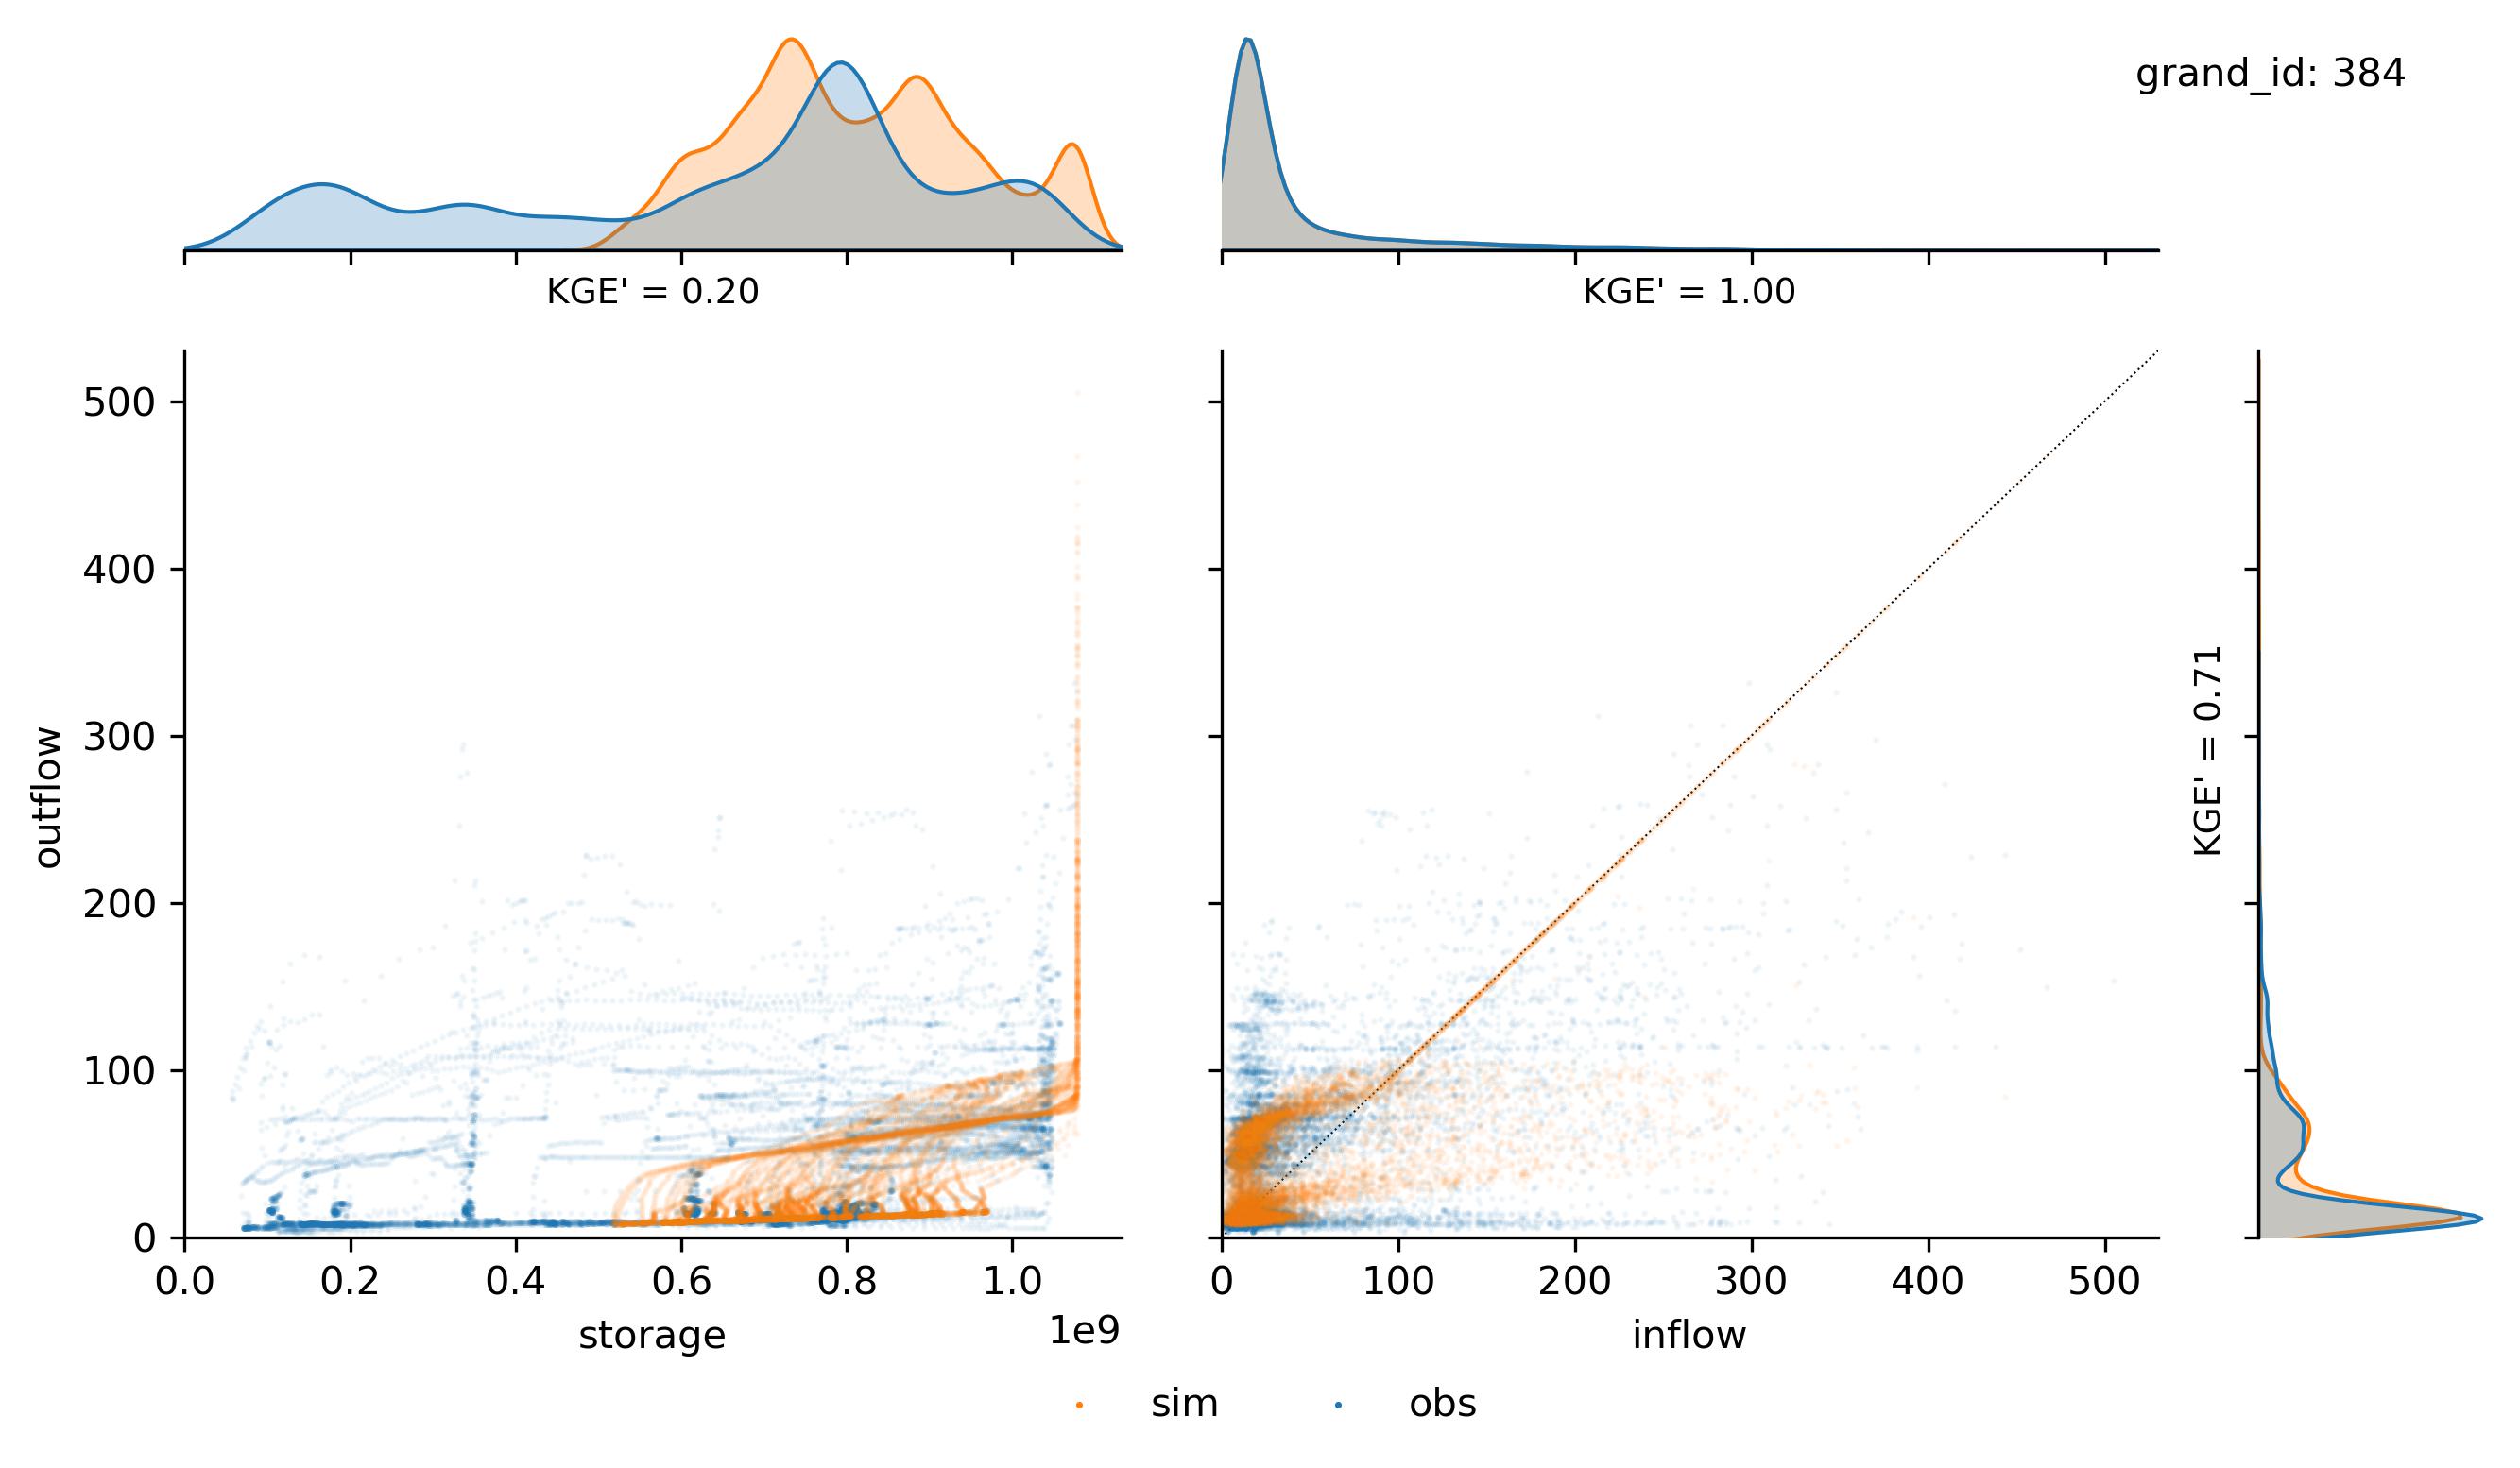 grand_id: 384
KGE' = 0.20
KGE' = 1.00
500
400
300
200
100
0
outflow
KGE' = 0.71
0.0 0.2 0.4 0.6 0.8 1.0
1e9
storage
0 100 200 300 400 500
inflow
sim obs